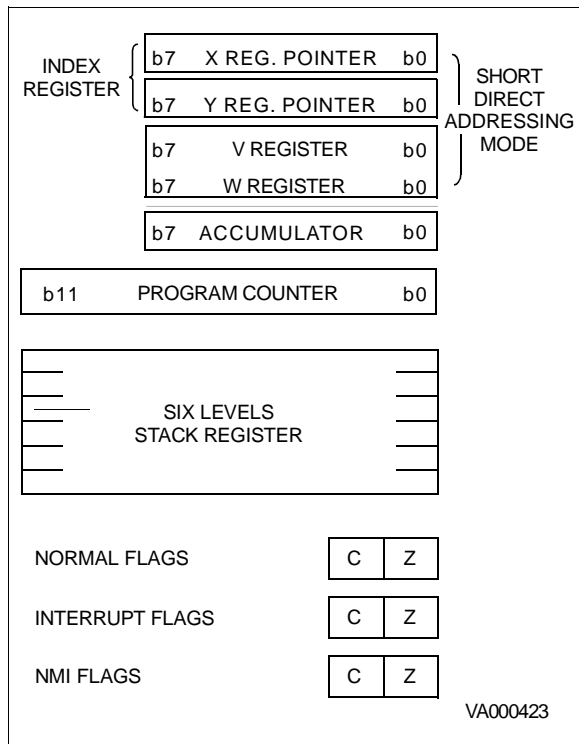 INDEX
REGISTER
b7 X REG. POINTER b0
b7 Y REG. POINTER b0
b7 V REGISTER b0
b7 W REGISTER b0
SHORT
DIRECT
ADDRESSING
MODE
b7 ACCUMULATOR b0
b11 PROGRAM COUNTER b0
SIX LEVELS
STACK REGISTER
NORMAL FLAGS C Z
INTERRUPT FLAGS C Z
NMI FLAGS C Z
VA000423